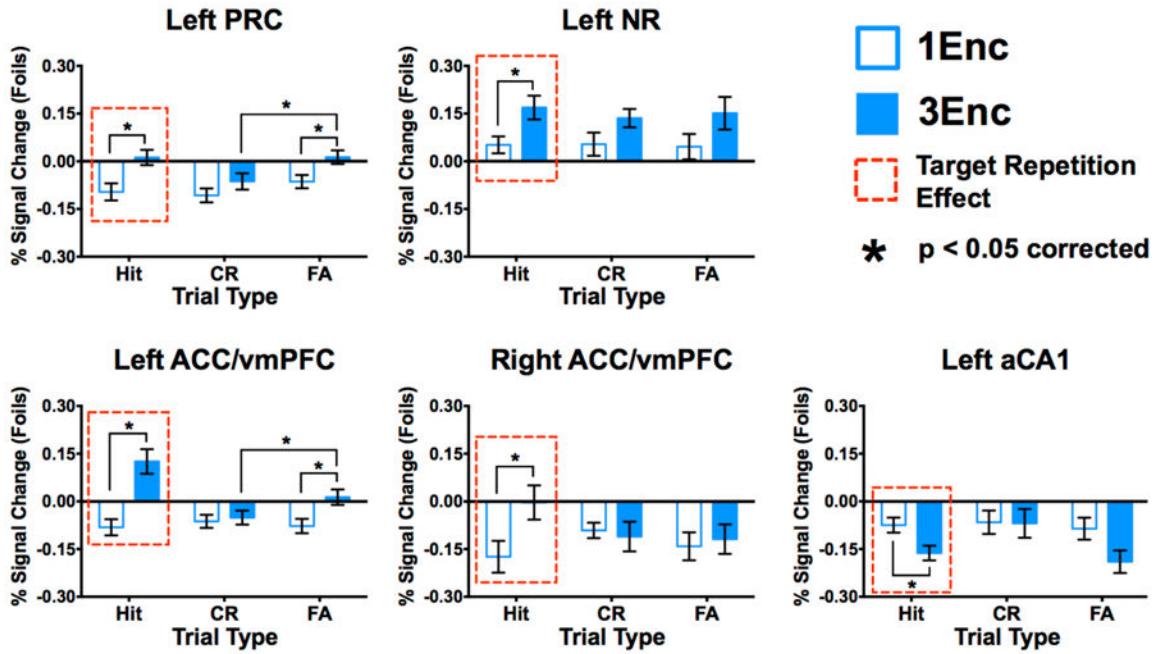 Left PRC
% Signal Change (Foils)
0.30
0.15
0.00
-0.15
-0.30
*
*
*
Hit CR FA
Trial Type
Left NR
% Signal Change (Foils)
0.30
0.15
0.00
-0.15
-0.30
*
Hit CR FA
Trial Type
1Enc
3Enc
Target Repetition
Effect
* p < 0.05 corrected
Left ACC/vmPFC
% Signal Change (Foils)
0.30
0.15
0.00
-0.15
-0.30
*
*
*
Hit CR FA
Trial Type
Right ACC/vmPFC
% Signal Change (Foils)
0.30
0.15
0.00
-0.15
-0.30
*
Hit CR FA
Trial Type
Left aCA1
% Signal Change (Foils)
0.30
0.15
0.00
-0.15
-0.30
*
Hit CR FA
Trial Type